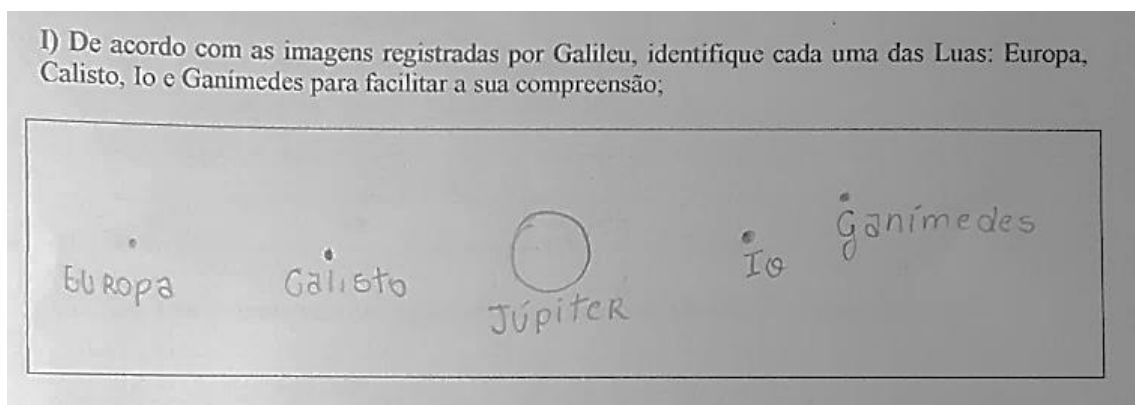 I) De acordo com as imagens registradas por Galileu, identifique cada uma das Luas: Europa,
Calisto, Io e Ganímedes para facilitar a sua compreensão;
Europa
Calisto
Júpiter
Io
Ganímedes